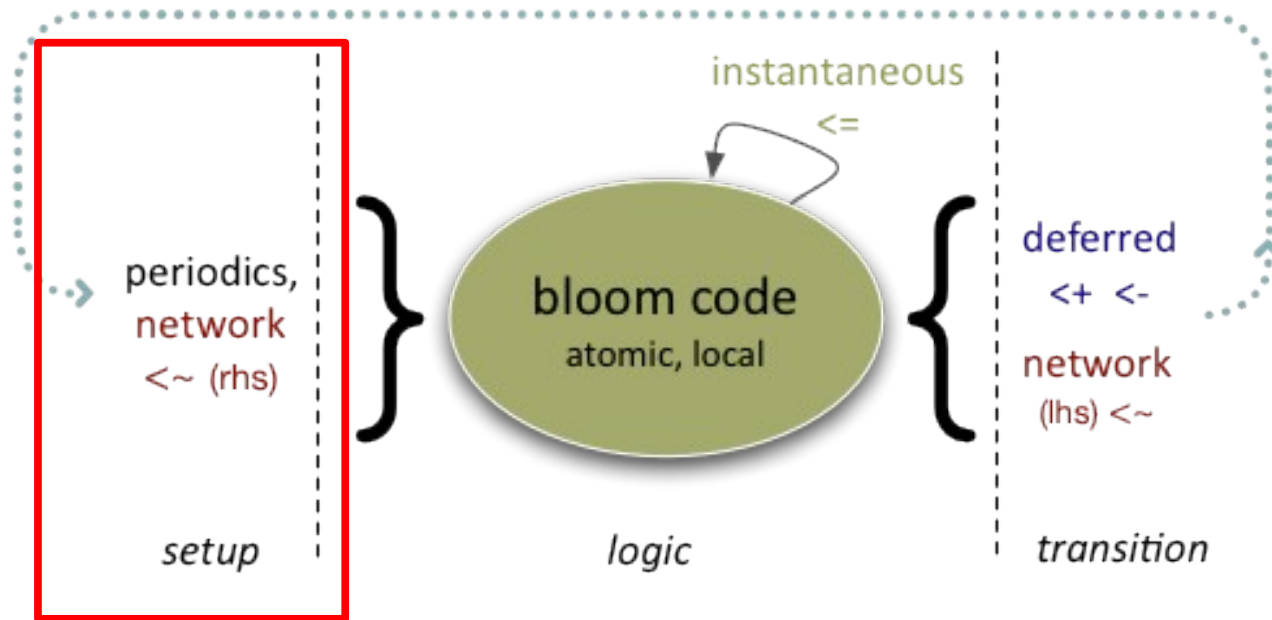 periodics,
network
<~ (rhs)
setup
instantaneous
<=
bloom code
atomic, local
logic
deferred
<+ <-
network
(lhs) <~
transition